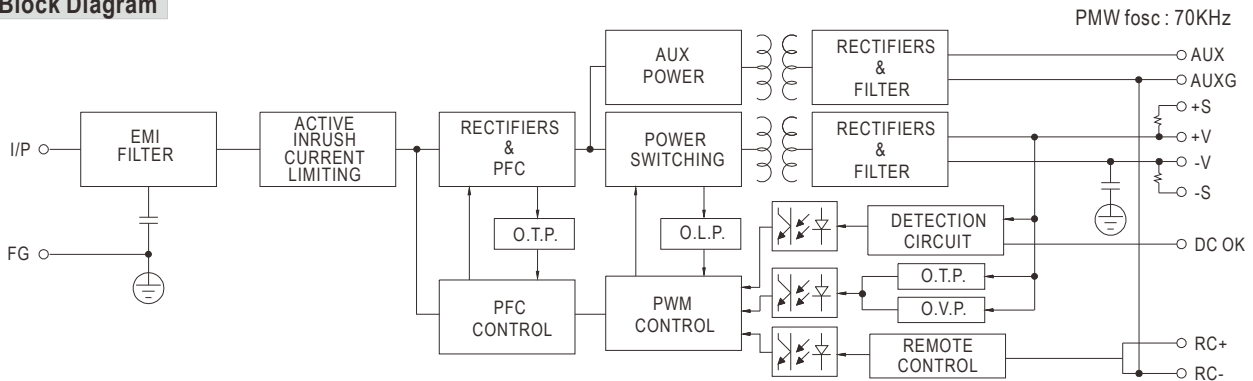 Block Diagram
PMW fosc : 70KHz
AUX
POWER
RECTIFIERS
&
FILTER
AUX
AUXG
+S
I/P
EMI
FILTER
ACTIVE
INRUSH
CURRENT
LIMITING
RECTIFIERS
&
PFC
POWER
SWITCHING
RECTIFIERS
&
FILTER
+V
-V
-S
O.T.P.
O.L.P.
DETECTION
CIRCUIT
DC OK
FG
O.T.P.
O.V.P.
PFC
CONTROL
PWM
CONTROL
REMOTE
CONTROL
RC+
RC-